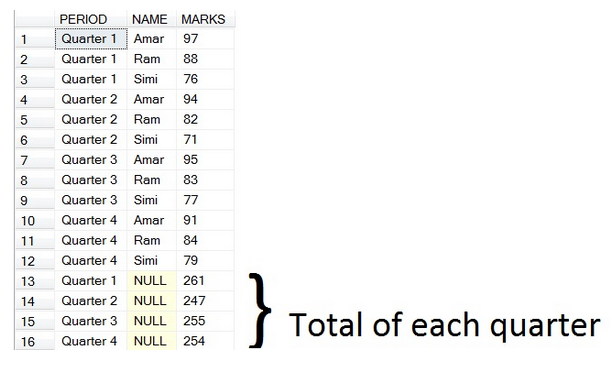 PERIOD NAME MARKS
1 Quarter 1 Amar 97
2 Quarter 1 Ram 88
3 Quarter 1 Simi 76
4 Quarter 2 Amar 94
5 Quarter 2 Ram 82
6 Quarter 2 Simi 71
7 Quarter 3 Amar 95
8 Quarter 3 Ram 83
9 Quarter 3 Simi 77
10 Quarter 4 Amar 91
11 Quarter 4 Ram 84
12 Quarter 4 Simi 79
13 Quarter 1 NULL 261
14 Quarter 2 NULL 247
15 Quarter 3 NULL 255
16 Quarter 4 NULL 254
} Total of each quarter